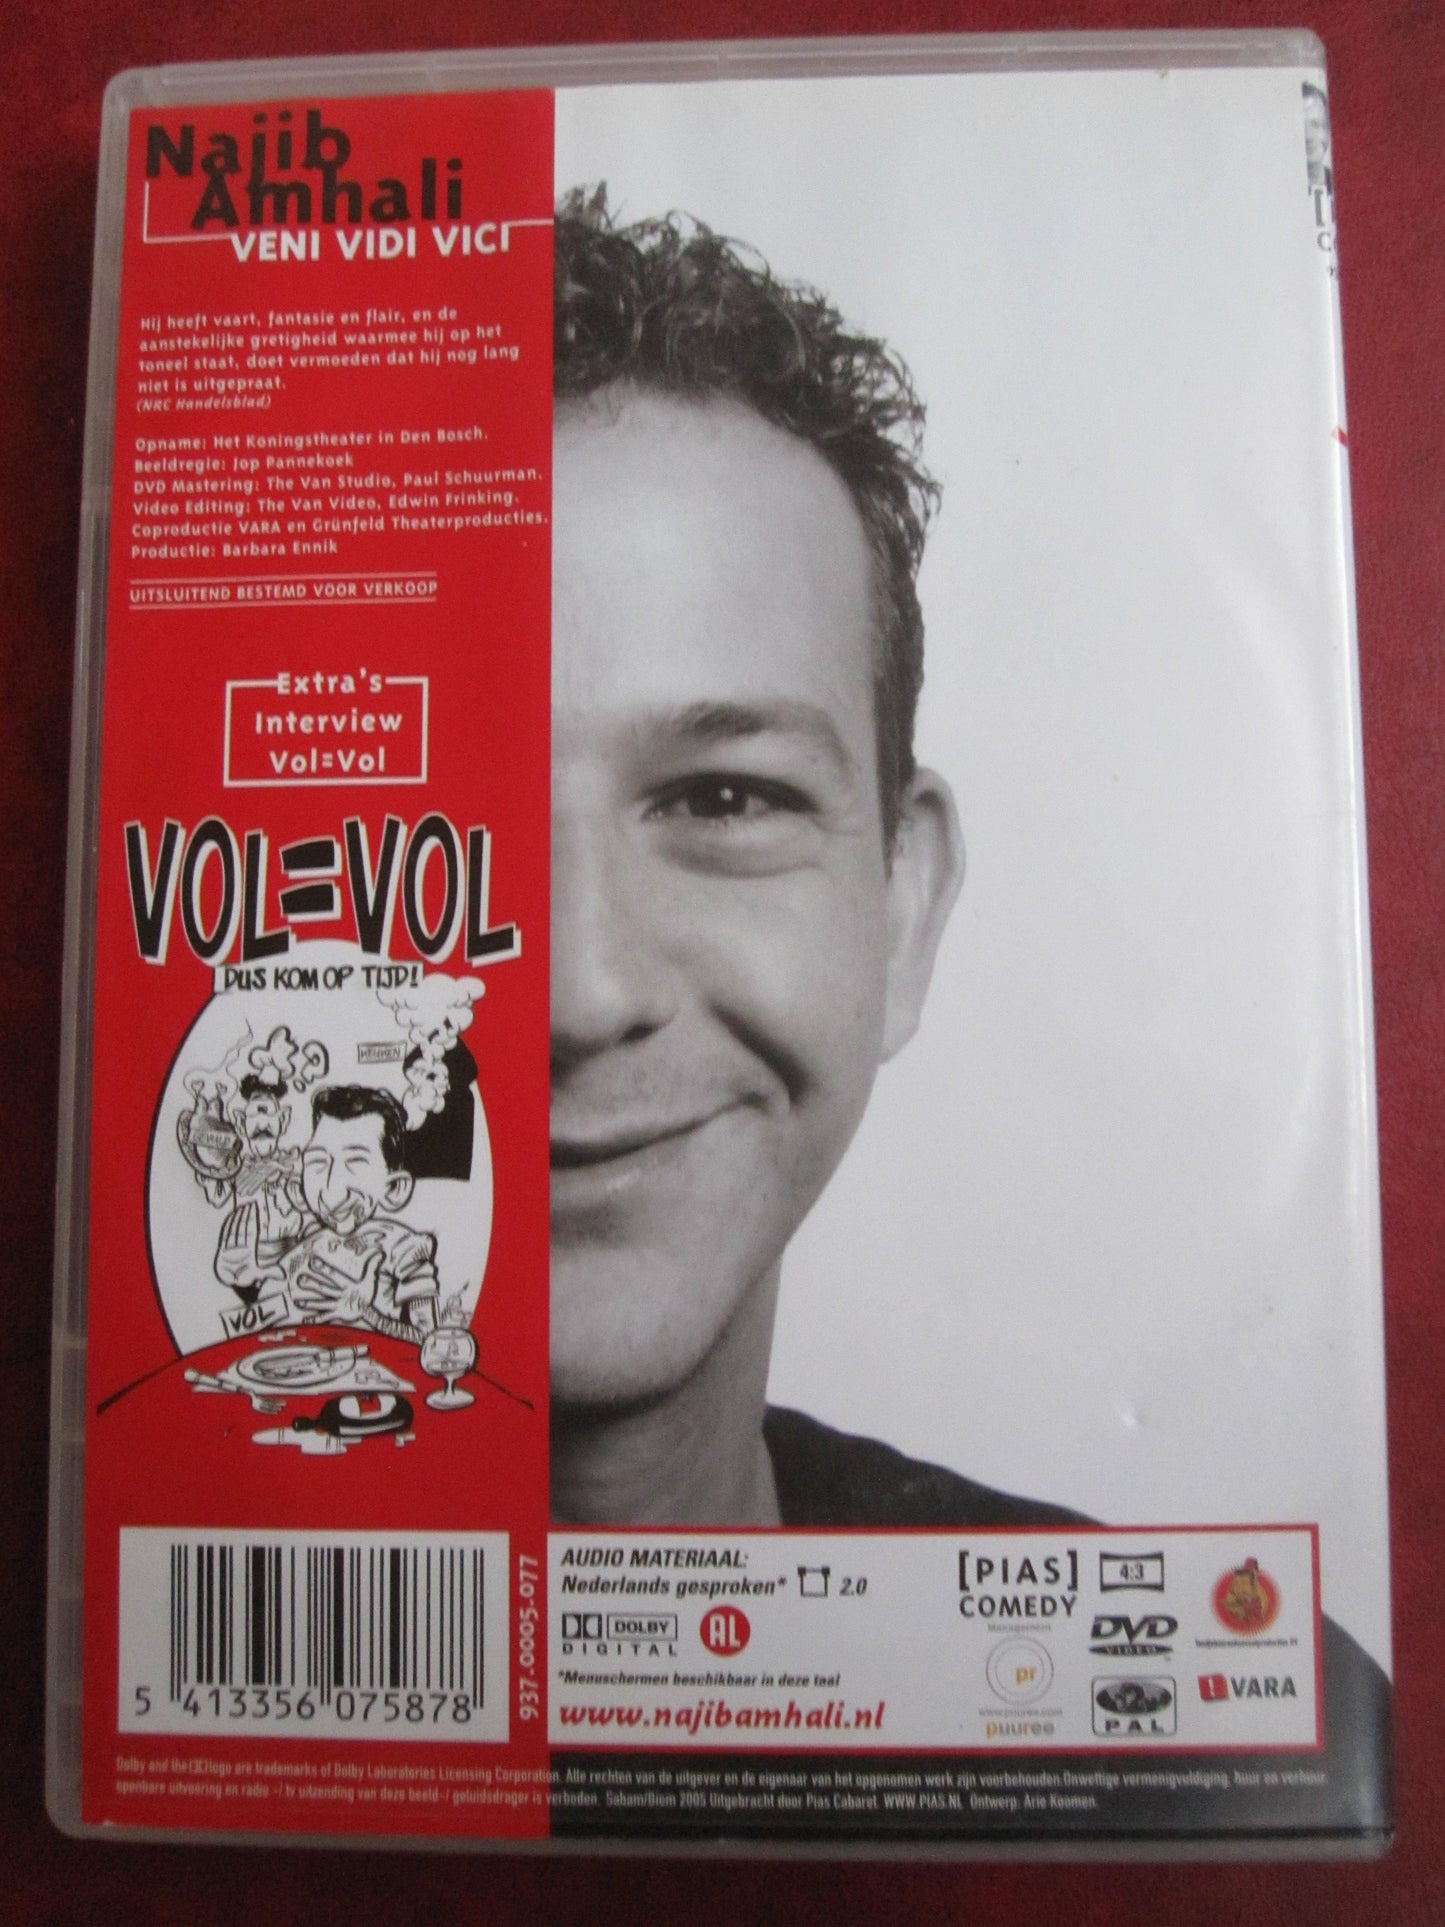 Najib
Amhali
VENI VIDI VICI
Hij heeft vaart, fantasie en flair, en de
aanstekelijke gretigheid waarmee hij op het
toneel staat, doet vermoeden dat hij nog lang
niet is uitgepraat.
(NRC Handelsblad)
Opname: Het Koningstheater in Den Bosch.
Beeldregie: Jop Pannekoek
DVD Mastering: The Van Studio, Paul Schuurman.
Video Editing: The Van Video, Edwin Frinking.
Coproductie VARA en Grünfeld Theaterproducties.
Productie: Barbara Ennik
UITSLUITEND BESTEMD VOOR VERKOOP
Extra's
Interview
Vol=Vol
VOL=VOL
DUS KOM OP TIJD!
KEUKEN
VOL
5 413356 075878
937.0005.077
AUDIO MATERIAAL:
Nederlands gesproken* 2.0
DOLBY
DIGITAL
AL
*Menuschermen beschikbaar in deze taal
www.najibamhali.nl
[PIAS]
COMEDY
Management
pr
www.puuree.com
puuree
4:3
DVD
VIDEO
2
PAL
VARA
Dolby and the logo are trademarks of Dolby Laboratories Licensing Corporation. Alle rechten van de uitgever en de eigenaar van het opgenomen werk zijn voorbehouden. Onwettige vermenigvuldiging, huur en verhuur,
openbare uitvoering en radio -/ tv uitzending van deze beeld-/ geluidsdrager is verboden. Sabam/Biem 2005 Uitgebracht door Pias Cabaret. WWW.PIAS.NL Ontwerp: Arie Koomen.